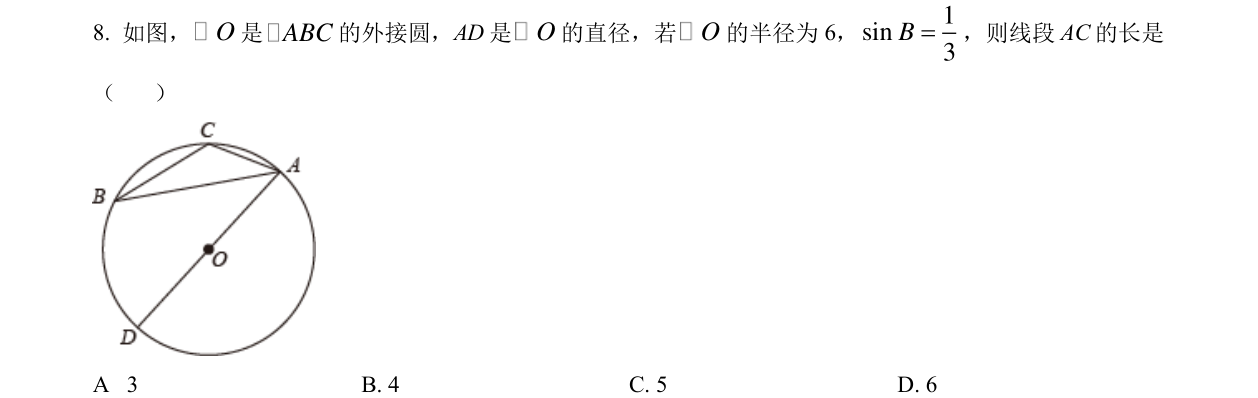 8. 如图，□ O 是□ABC 的外接圆，AD 是□ O 的直径，若□ O 的半径为 6，sin B = 1/3，则线段 AC 的长是
（ ）
C
A
B
O
D
A 3 B. 4 C. 5 D. 6